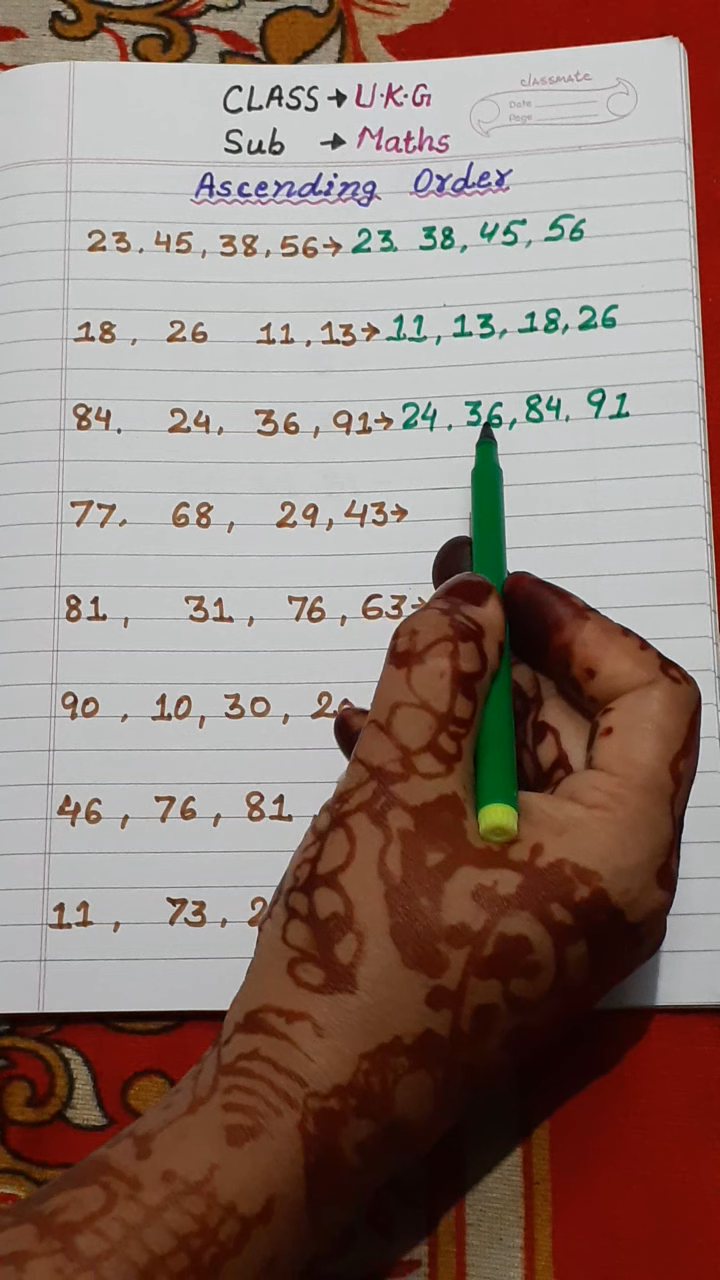 CLASSMATE
CLASS → U.K.G
Date
Page
Sub → Maths
Ascending Order
23, 45, 38, 56 → 23, 38, 45, 56
18, 26 11, 13 → 11, 13, 18, 26
84, 24, 36, 91 → 24, 36, 84, 91
77, 68, 29, 43 →
81, 31, 76, 63 →
90, 10, 30,
46, 76, 81
11, 73,